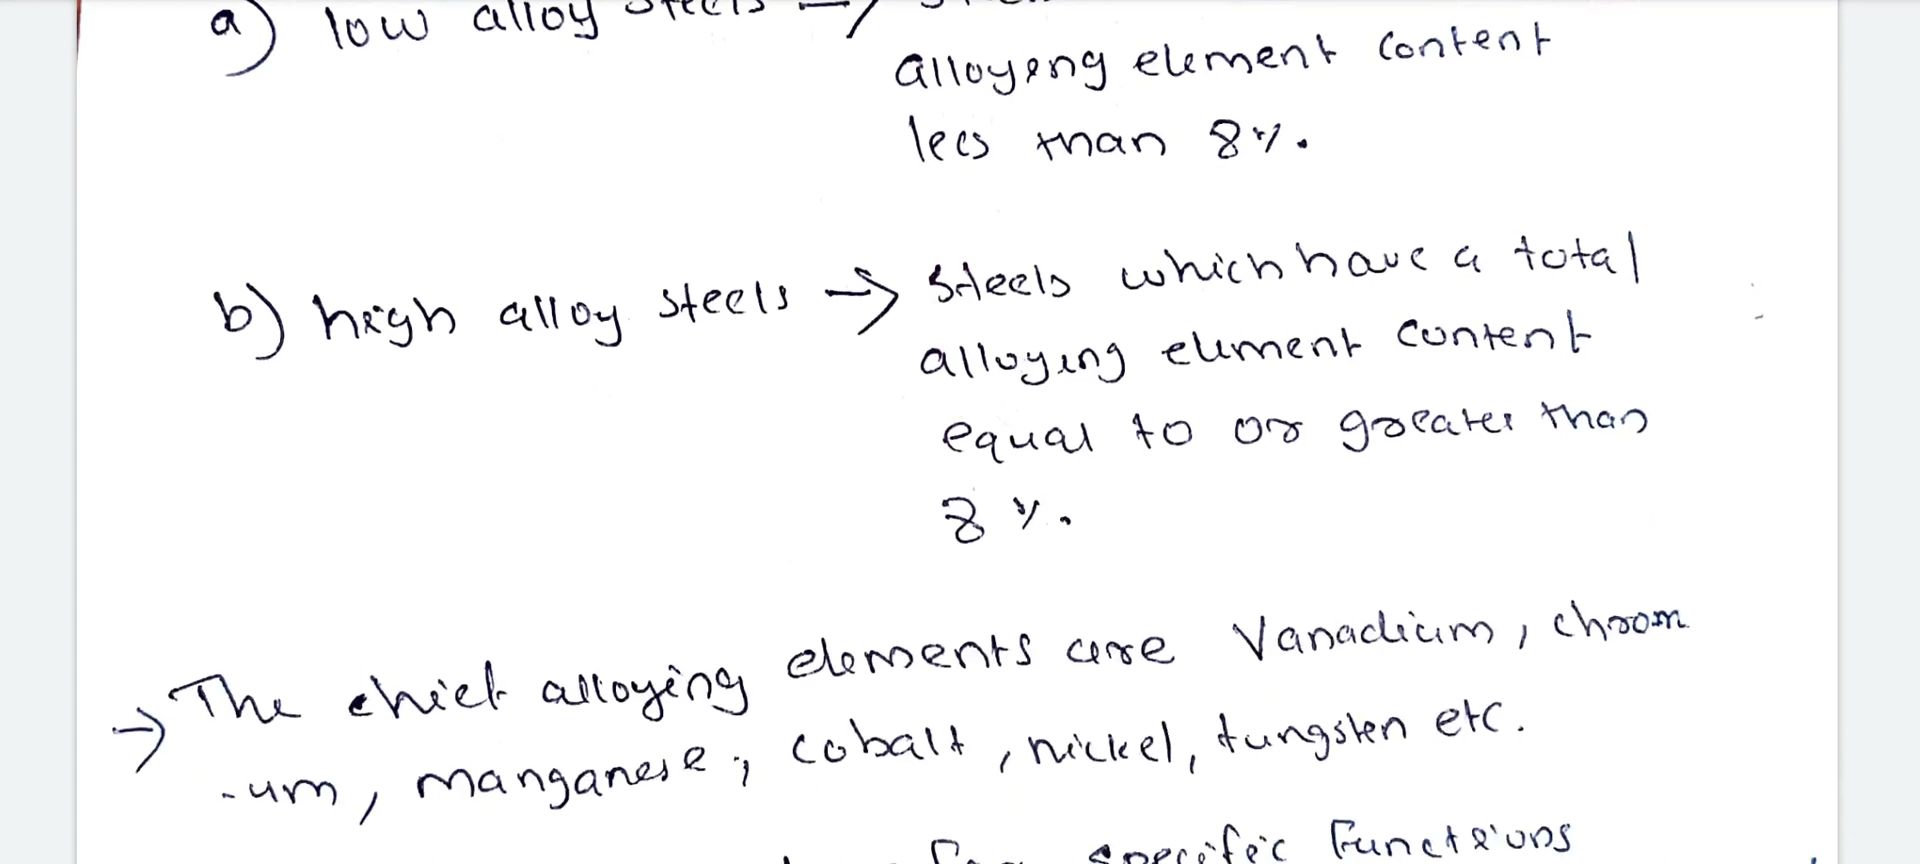 a) low alloy steels →
alloying element content
less than 8%.
b) high alloy steels → Steels which have a total
alloying element content
equal to or greater than
8 %.
→ The chief alloying elements are Vanadium, chrom
-um, manganese, cobalt, nickel, tungsten etc.
specific functions